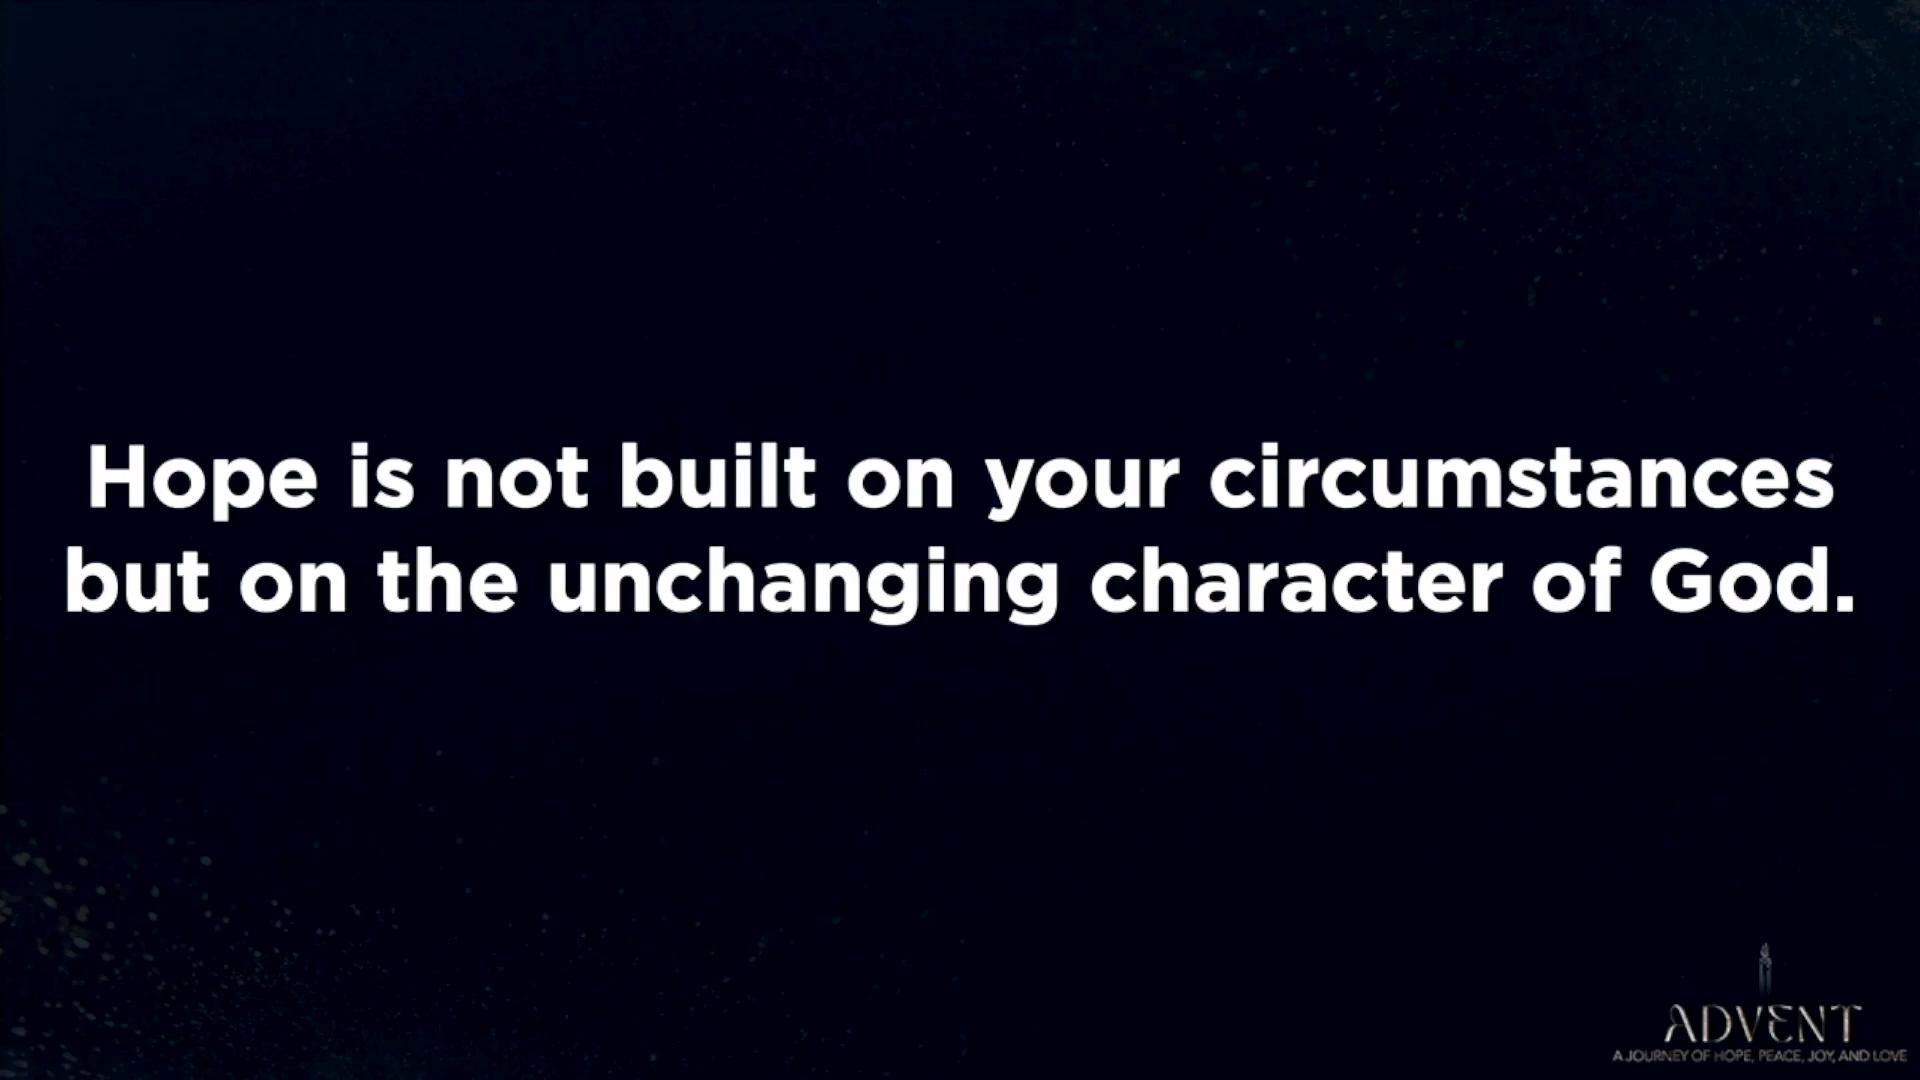 Hope is not built on your circumstances
but on the unchanging character of God.
ADVENT
A JOURNEY OF HOPE, PEACE, JOY, AND LOVE